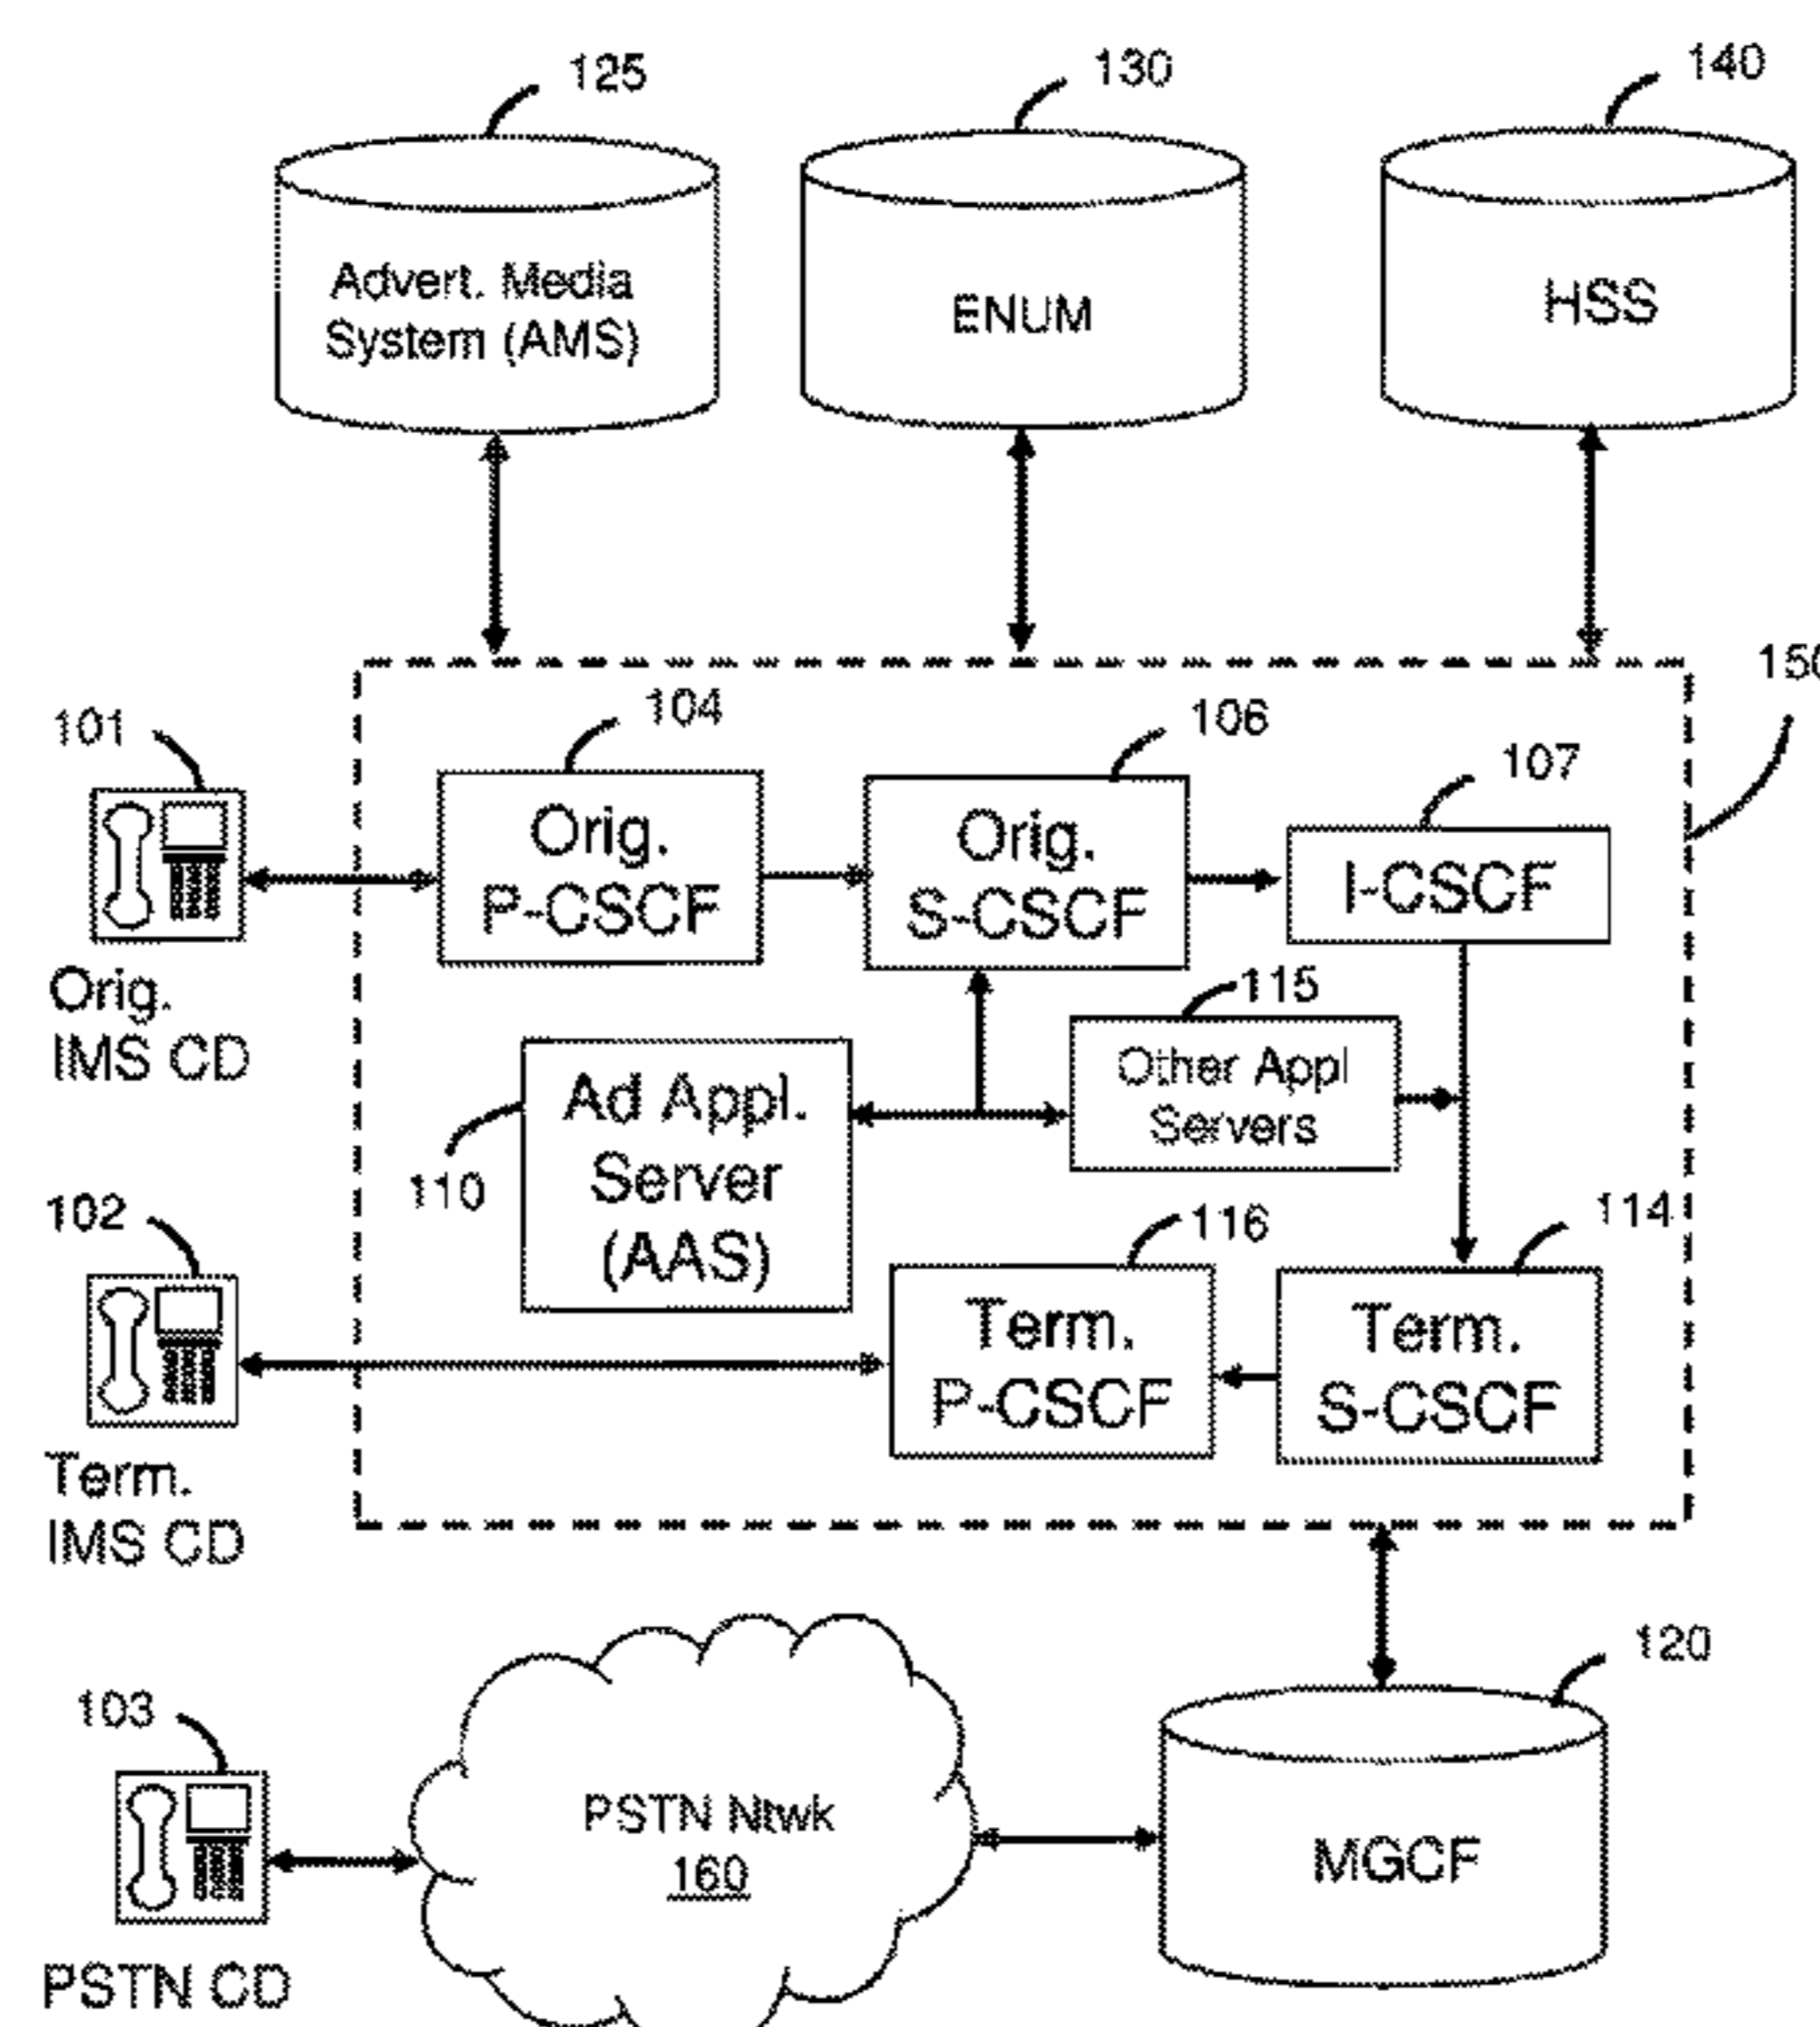 125
130
140
Advert. Media
System (AMS)
ENUM
HSS
150
101
104
106
107
Orig.
P-CSCF
Orig.
S-CSCF
I-CSCF
Orig.
IMS CD
115
Other Appl
Servers
110
Ad Appl.
Server
(AAS)
102
116
114
Term.
P-CSCF
Term.
S-CSCF
Term.
IMS CD
120
103
PSTN Ntwk
160
MGCF
PSTN CD